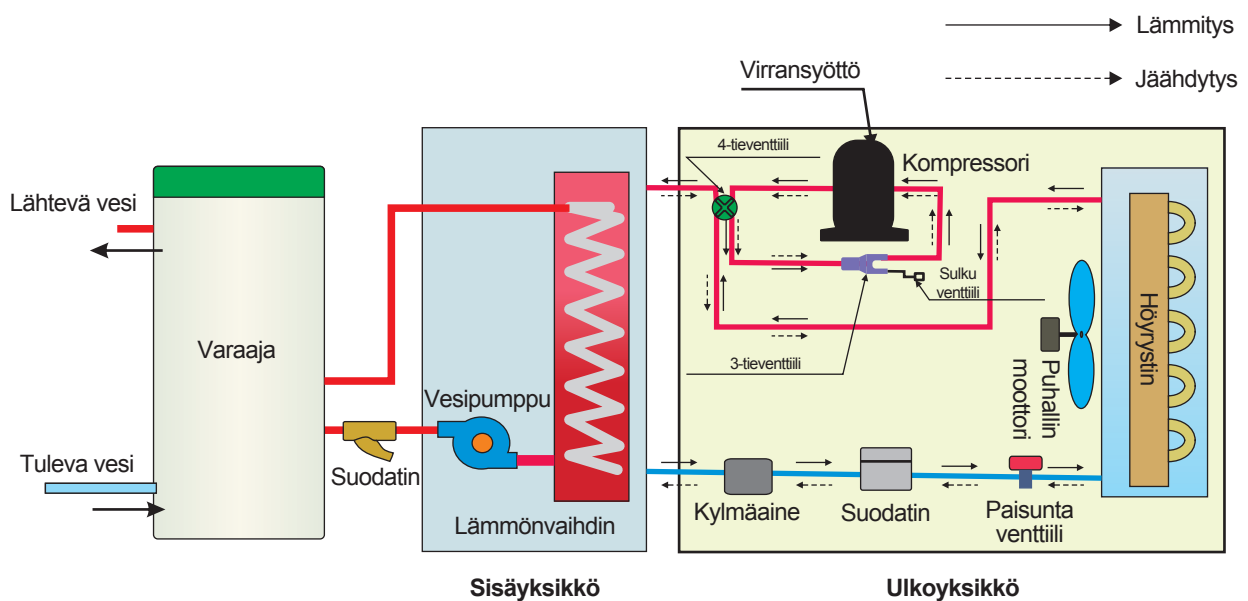 Lämmitys
Jäähdytys
Virransyöttö
4-tieventtiili
Kompressori
Lähtevä vesi
Sulku
venttiili
Höyrystin
Varaaja
3-tieventtiili
Puhallin
moottori
Vesipumppu
Tuleva vesi
Suodatin
Lämmönvaihdin
Kylmäaine
Suodatin
Paisunta
venttiili
Sisäyksikkö
Ulkoyksikkö